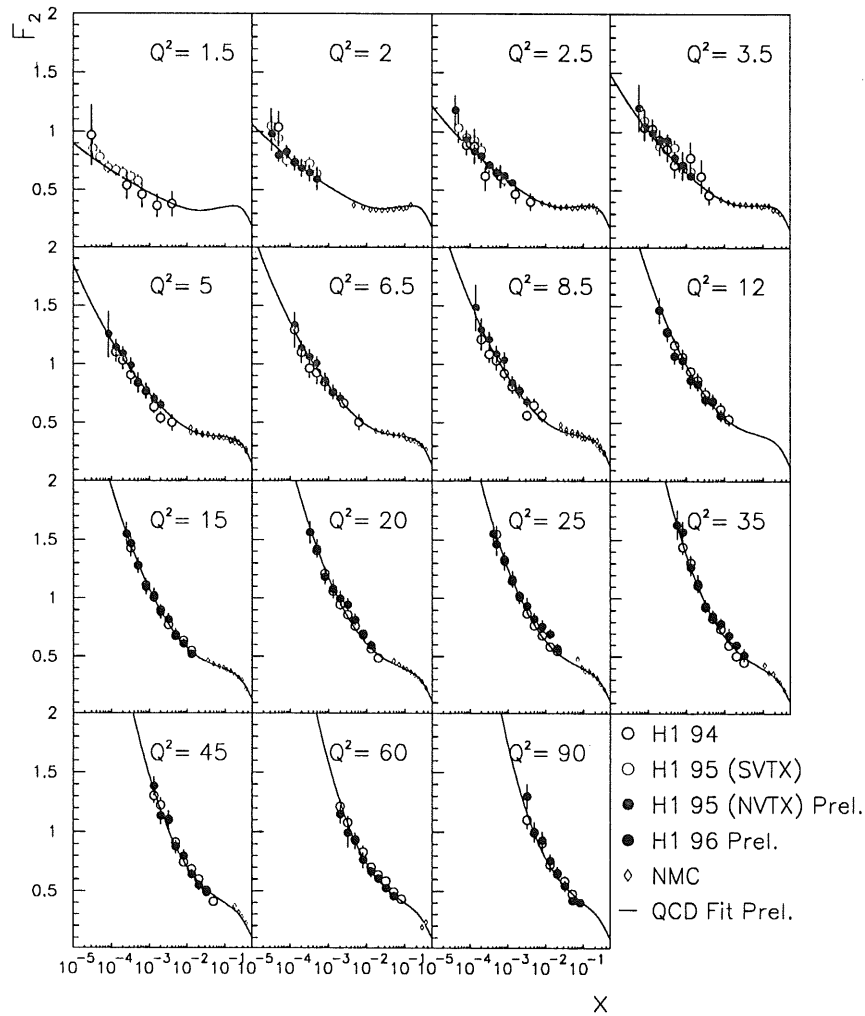 F₂
2
1.5
1
0.5
Q²= 1.5
Q²= 2
Q²= 2.5
Q²= 3.5
2
1.5
1
0.5
Q²= 5
Q²= 6.5
Q²= 8.5
Q²= 12
2
1.5
1
0.5
Q²= 15
Q²= 20
Q²= 25
Q²= 35
2
1.5
1
0.5
Q²= 45
Q²= 60
Q²= 90
H1 94
H1 95 (SVTX)
H1 95 (NVTX) Prel.
H1 96 Prel.
NMC
QCD Fit Prel.
10⁻⁵ 10⁻⁴ 10⁻³ 10⁻² 10⁻¹ 10⁻⁴ 10⁻³ 10⁻² 10⁻¹ 10⁻⁴ 10⁻³ 10⁻² 10⁻¹
X